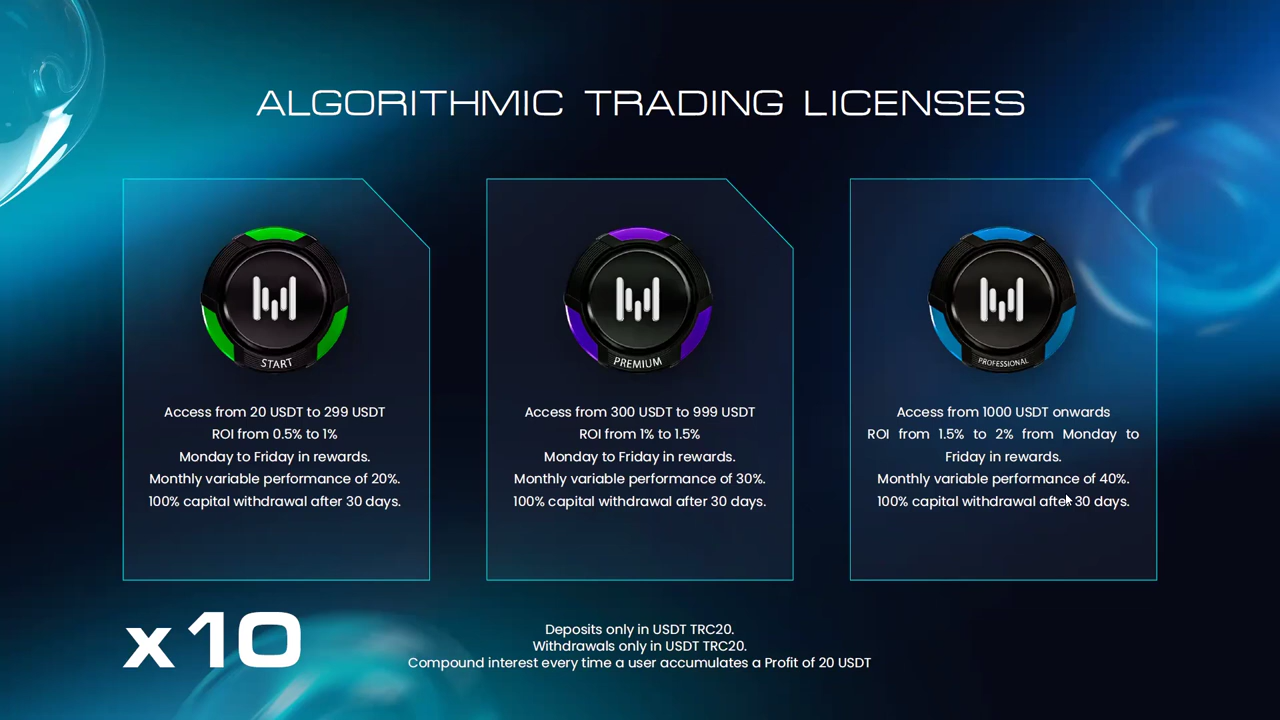 ALGORITHMIC TRADING LICENSES
START
Access from 20 USDT to 299 USDT
ROI from 0.5% to 1%
Monday to Friday in rewards.
Monthly variable performance of 20%.
100% capital withdrawal after 30 days.
PREMIUM
Access from 300 USDT to 999 USDT
ROI from 1% to 1.5%
Monday to Friday in rewards.
Monthly variable performance of 30%.
100% capital withdrawal after 30 days.
PROFESSIONAL
Access from 1000 USDT onwards
ROI from 1.5% to 2% from Monday to
Friday in rewards.
Monthly variable performance of 40%.
100% capital withdrawal after 30 days.
x10
Deposits only in USDT TRC20.
Withdrawals only in USDT TRC20.
Compound interest every time a user accumulates a Profit of 20 USDT